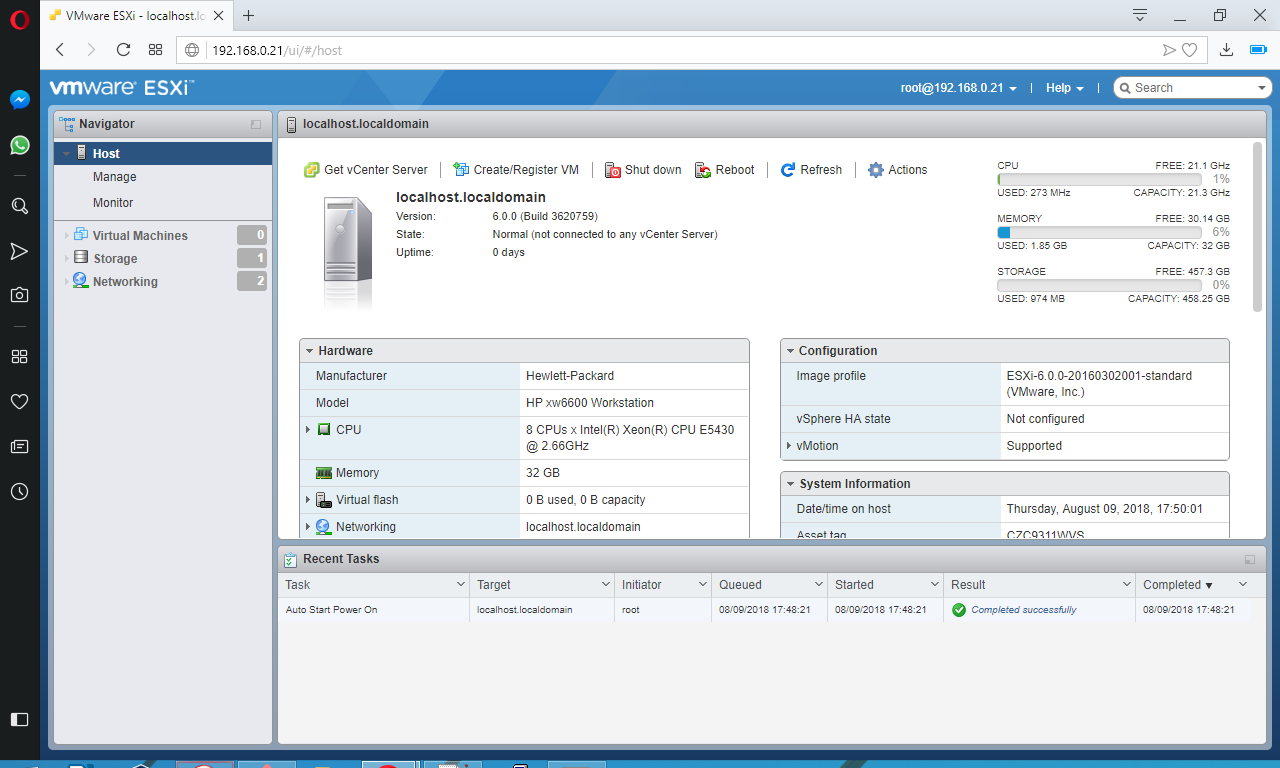 VMware ESXi - localhost.lo
192.168.0.21/ui/#/host
vmware ESXi™
root@192.168.0.21 | Help | Search
Navigator
Host
Manage
Monitor
Virtual Machines 0
Storage 1
Networking 2
localhost.localdomain
Get vCenter Server | Create/Register VM | Shut down Reboot | Refresh | Actions
localhost.localdomain
Version: 6.0.0 (Build 3620759)
State: Normal (not connected to any vCenter Server)
Uptime: 0 days
CPU FREE: 21.1 GHz
1%
USED: 273 MHz CAPACITY: 21.3 GHz
MEMORY FREE: 30.14 GB
6%
USED: 1.85 GB CAPACITY: 32 GB
STORAGE FREE: 457.3 GB
0%
USED: 974 MB CAPACITY: 458.25 GB
Hardware
Manufacturer Hewlett-Packard
Model HP xw6600 Workstation
CPU 8 CPUs x Intel(R) Xeon(R) CPU E5430
@ 2.66GHz
Memory 32 GB
Virtual flash 0 B used, 0 B capacity
Networking localhost.localdomain
Configuration
Image profile ESXi-6.0.0-20160302001-standard
(VMware, Inc.)
vSphere HA state Not configured
vMotion Supported
System Information
Date/time on host Thursday, August 09, 2018, 17:50:01
Asset tag CZC9311WVS
Recent Tasks
Task Target Initiator Queued Started Result Completed
Auto Start Power On localhost.localdomain root 08/09/2018 17:48:21 08/09/2018 17:48:21 Completed successfully 08/09/2018 17:48:21